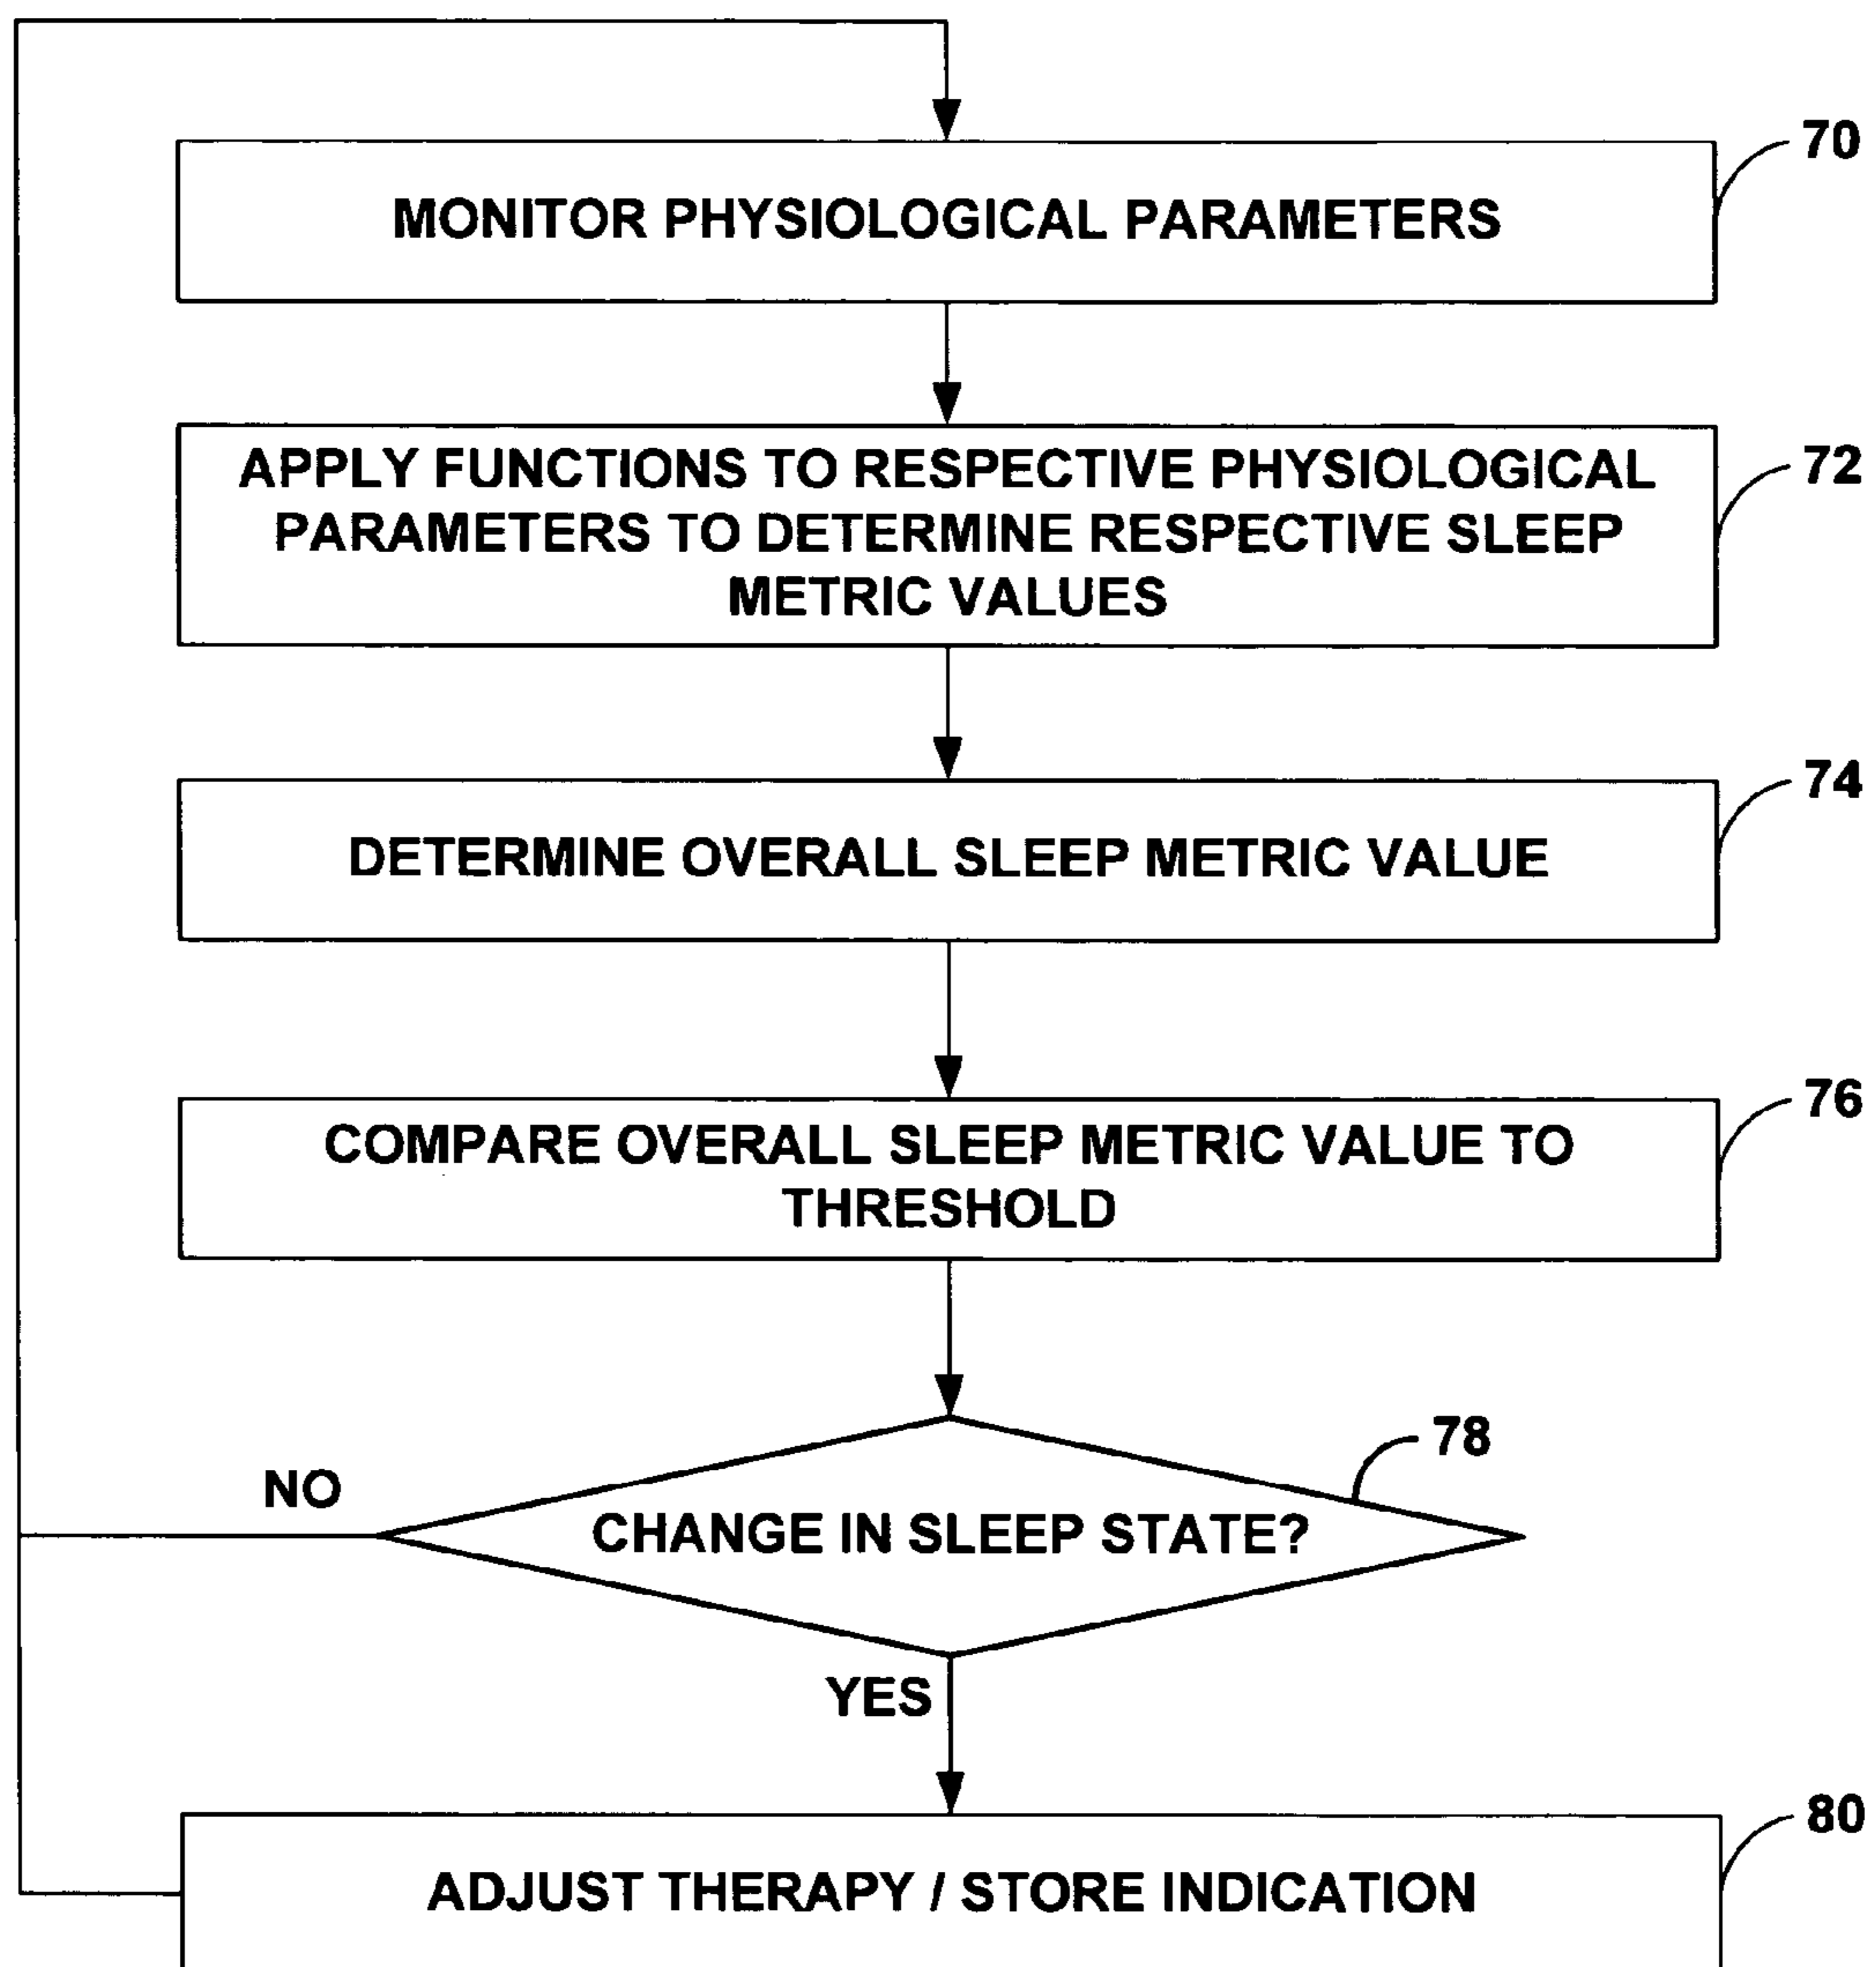 70
MONITOR PHYSIOLOGICAL PARAMETERS
72
APPLY FUNCTIONS TO RESPECTIVE PHYSIOLOGICAL
PARAMETERS TO DETERMINE RESPECTIVE SLEEP
METRIC VALUES
74
DETERMINE OVERALL SLEEP METRIC VALUE
76
COMPARE OVERALL SLEEP METRIC VALUE TO
THRESHOLD
78
NO
CHANGE IN SLEEP STATE?
YES
80
ADJUST THERAPY / STORE INDICATION